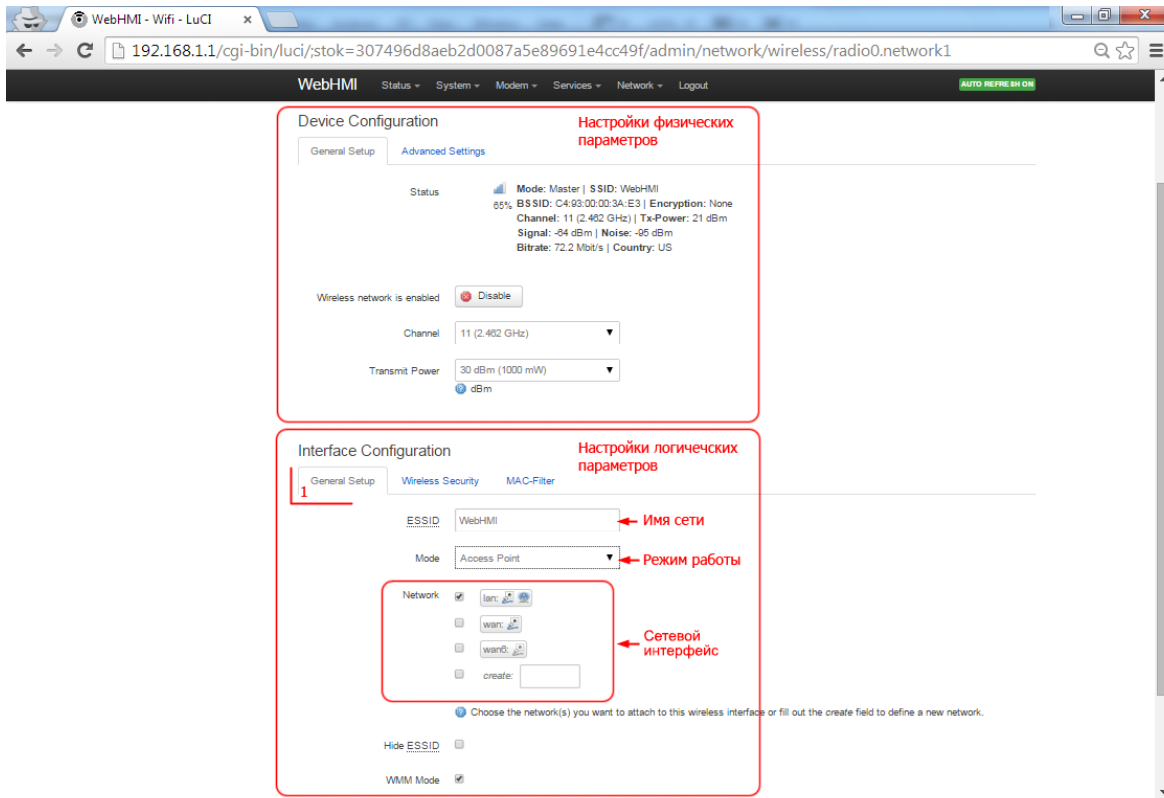 WebHMI - Wifi - LuCI
192.168.1.1/cgi-bin/luci/;stok=307496d8aeb2d0087a5e89691e4cc49f/admin/network/wireless/radio0.network1
WebHMI Status System Modem Services Network Logout AUTO REFRESH ON
Device Configuration
Настройки физических
параметров
General Setup Advanced Settings
Status
65%
Mode: Master | SSID: WebHMI
BSSID: C4:93:00:00:3A:E3 | Encryption: None
Channel: 11 (2.462 GHz) | Tx-Power: 21 dBm
Signal: -64 dBm | Noise: -95 dBm
Bitrate: 72.2 Mbit/s | Country: US
Wireless network is enabled Disable
Channel 11 (2.462 GHz)
Transmit Power 30 dBm (1000 mW)
dBm
Interface Configuration
Настройки логичечских
параметров
General Setup Wireless Security MAC-Filter
1
ESSID WebHMI Имя сети
Mode Access Point Режим работы
Network lan:
wan:
wan6:
create:
Сетевой
интерфейс
Choose the network(s) you want to attach to this wireless interface or fill out the create field to define a new network.
Hide ESSID
WMM Mode